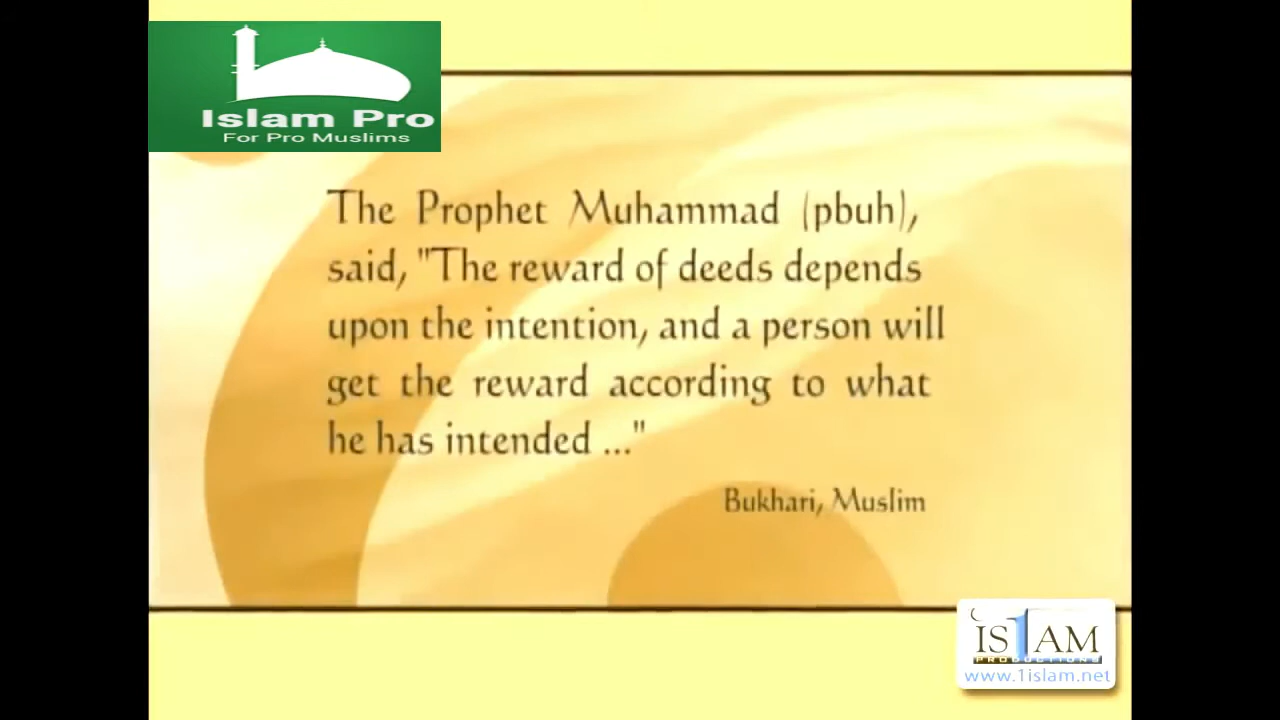 Islam Pro
For Pro Muslims
The Prophet Muhammad (pbuh),
said, "The reward of deeds depends
upon the intention, and a person will
get the reward according to what
he has intended ..."
Bukhari, Muslim
IS1AM
PRODUCTIONS
www.1islam.net